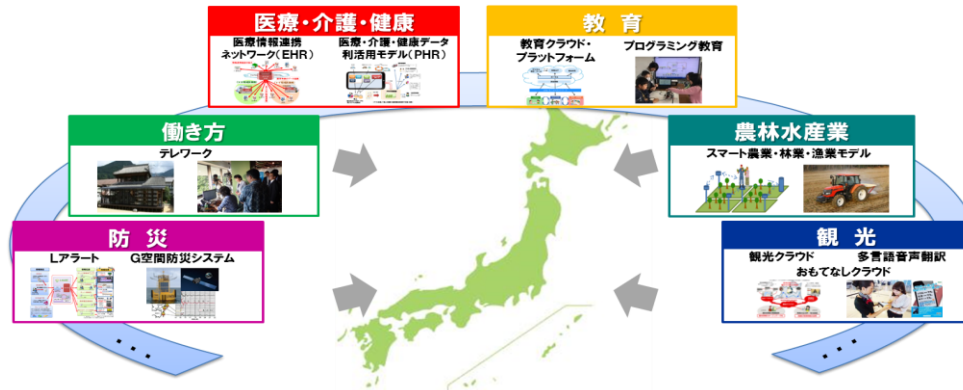 医療・介護・健康
医療情報連携
ネットワーク(EHR)
医療・介護・健康データ
利活用モデル(PHR)
教 育
教育クラウド・
プラットフォーム
プログラミング教育
働き方
テレワーク
農林水産業
スマート農業・林業・漁業モデル
防 災
Lアラート
G空間防災システム
観 光
観光クラウド
多言語音声翻訳
おもてなしクラウド
・・・
・・・